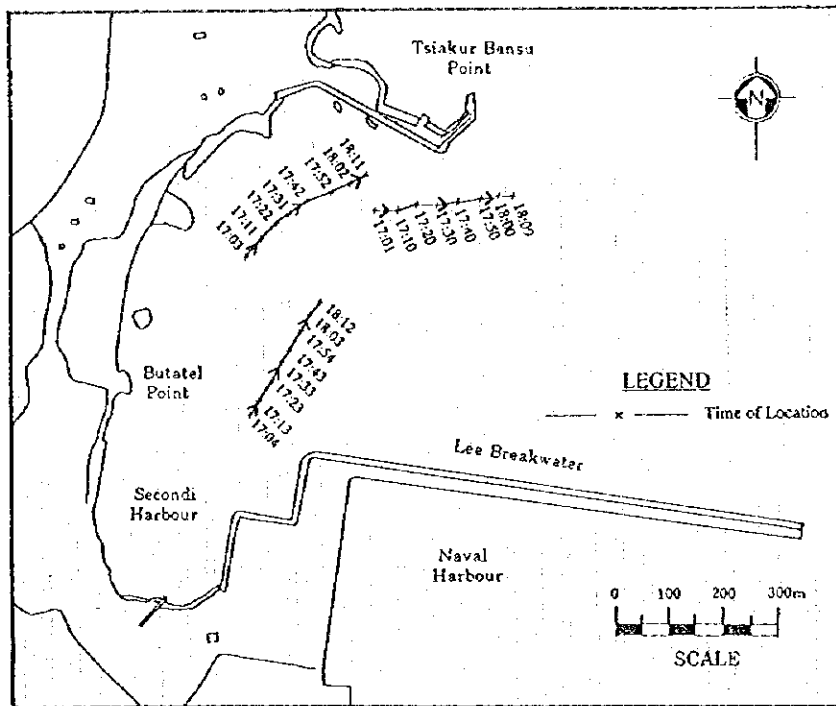 Tsiakur Bansu
Point
N
18:11
18:02
17:52
17:42
17:31
17:22
17:11
17:03
17:01
17:10
17:20
17:30
17:40
17:50
18:00
18:09
18:12
18:03
17:54
17:43
17:33
17:23
17:13
17:04
Butatel
Point
LEGEND
x Time of Location
Lee Breakwater
Secondi
Harbour
Naval
Harbour
0 100 200 300m
SCALE